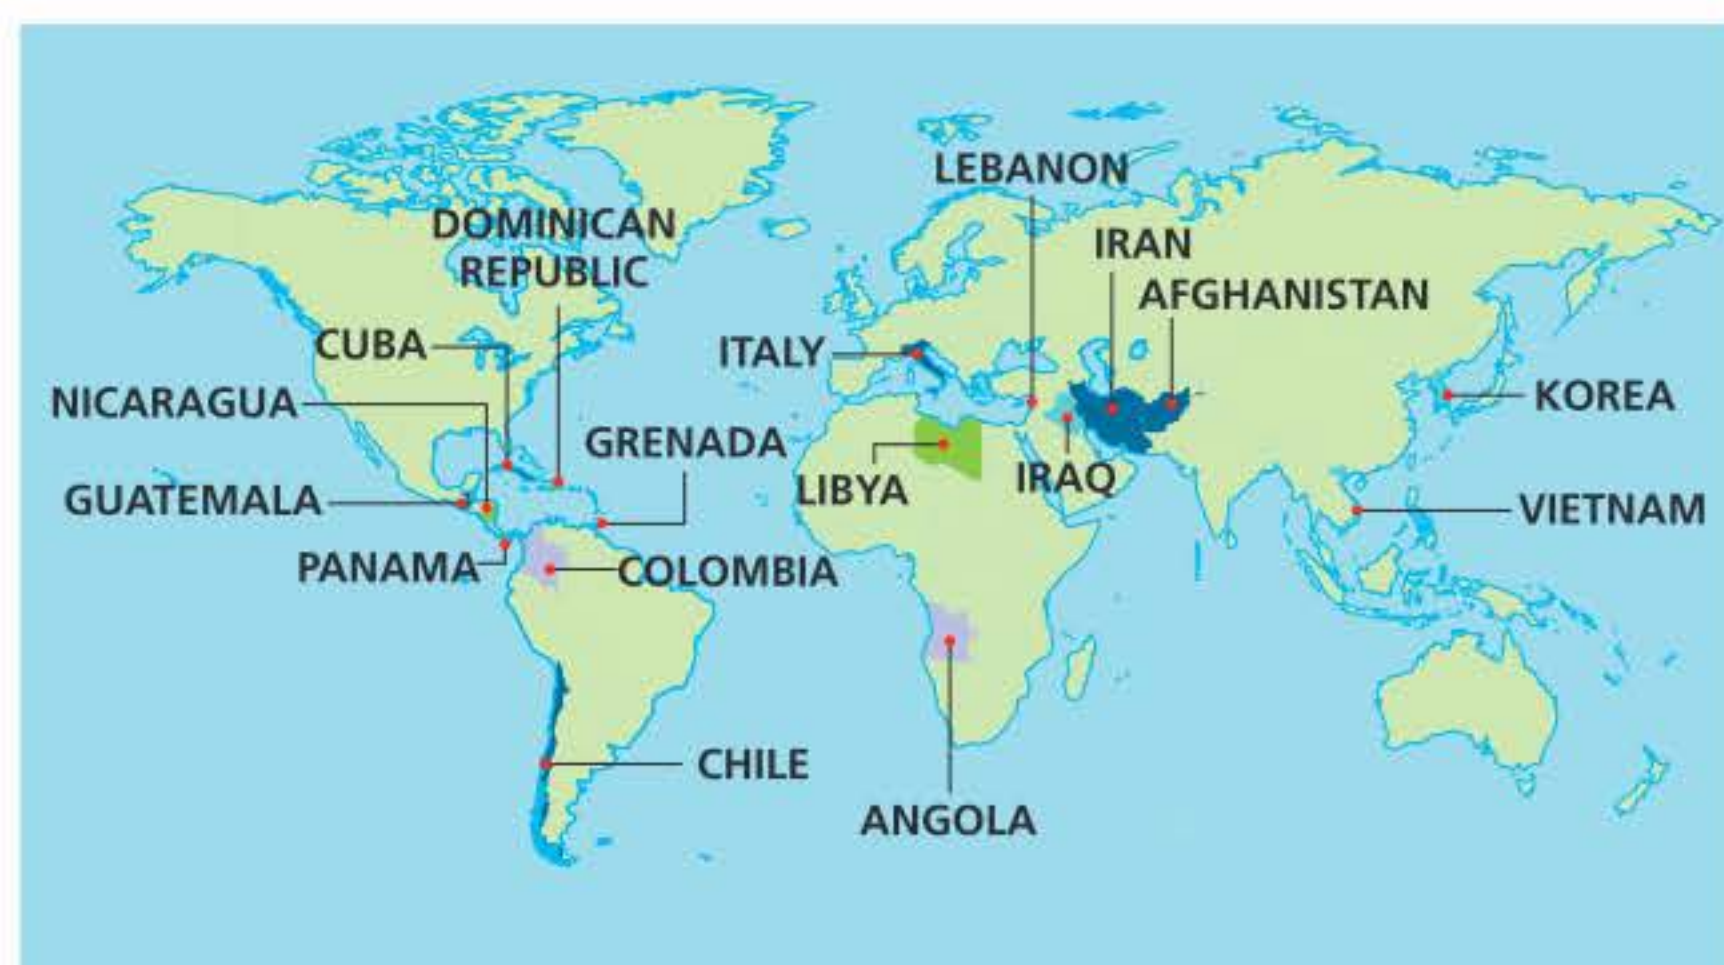 LEBANON
DOMINICAN
REPUBLIC
IRAN
AFGHANISTAN
CUBA
ITALY
NICARAGUA
KOREA
GRENADA
GUATEMALA
LIBYA
IRAQ
VIETNAM
PANAMA
COLOMBIA
CHILE
ANGOLA